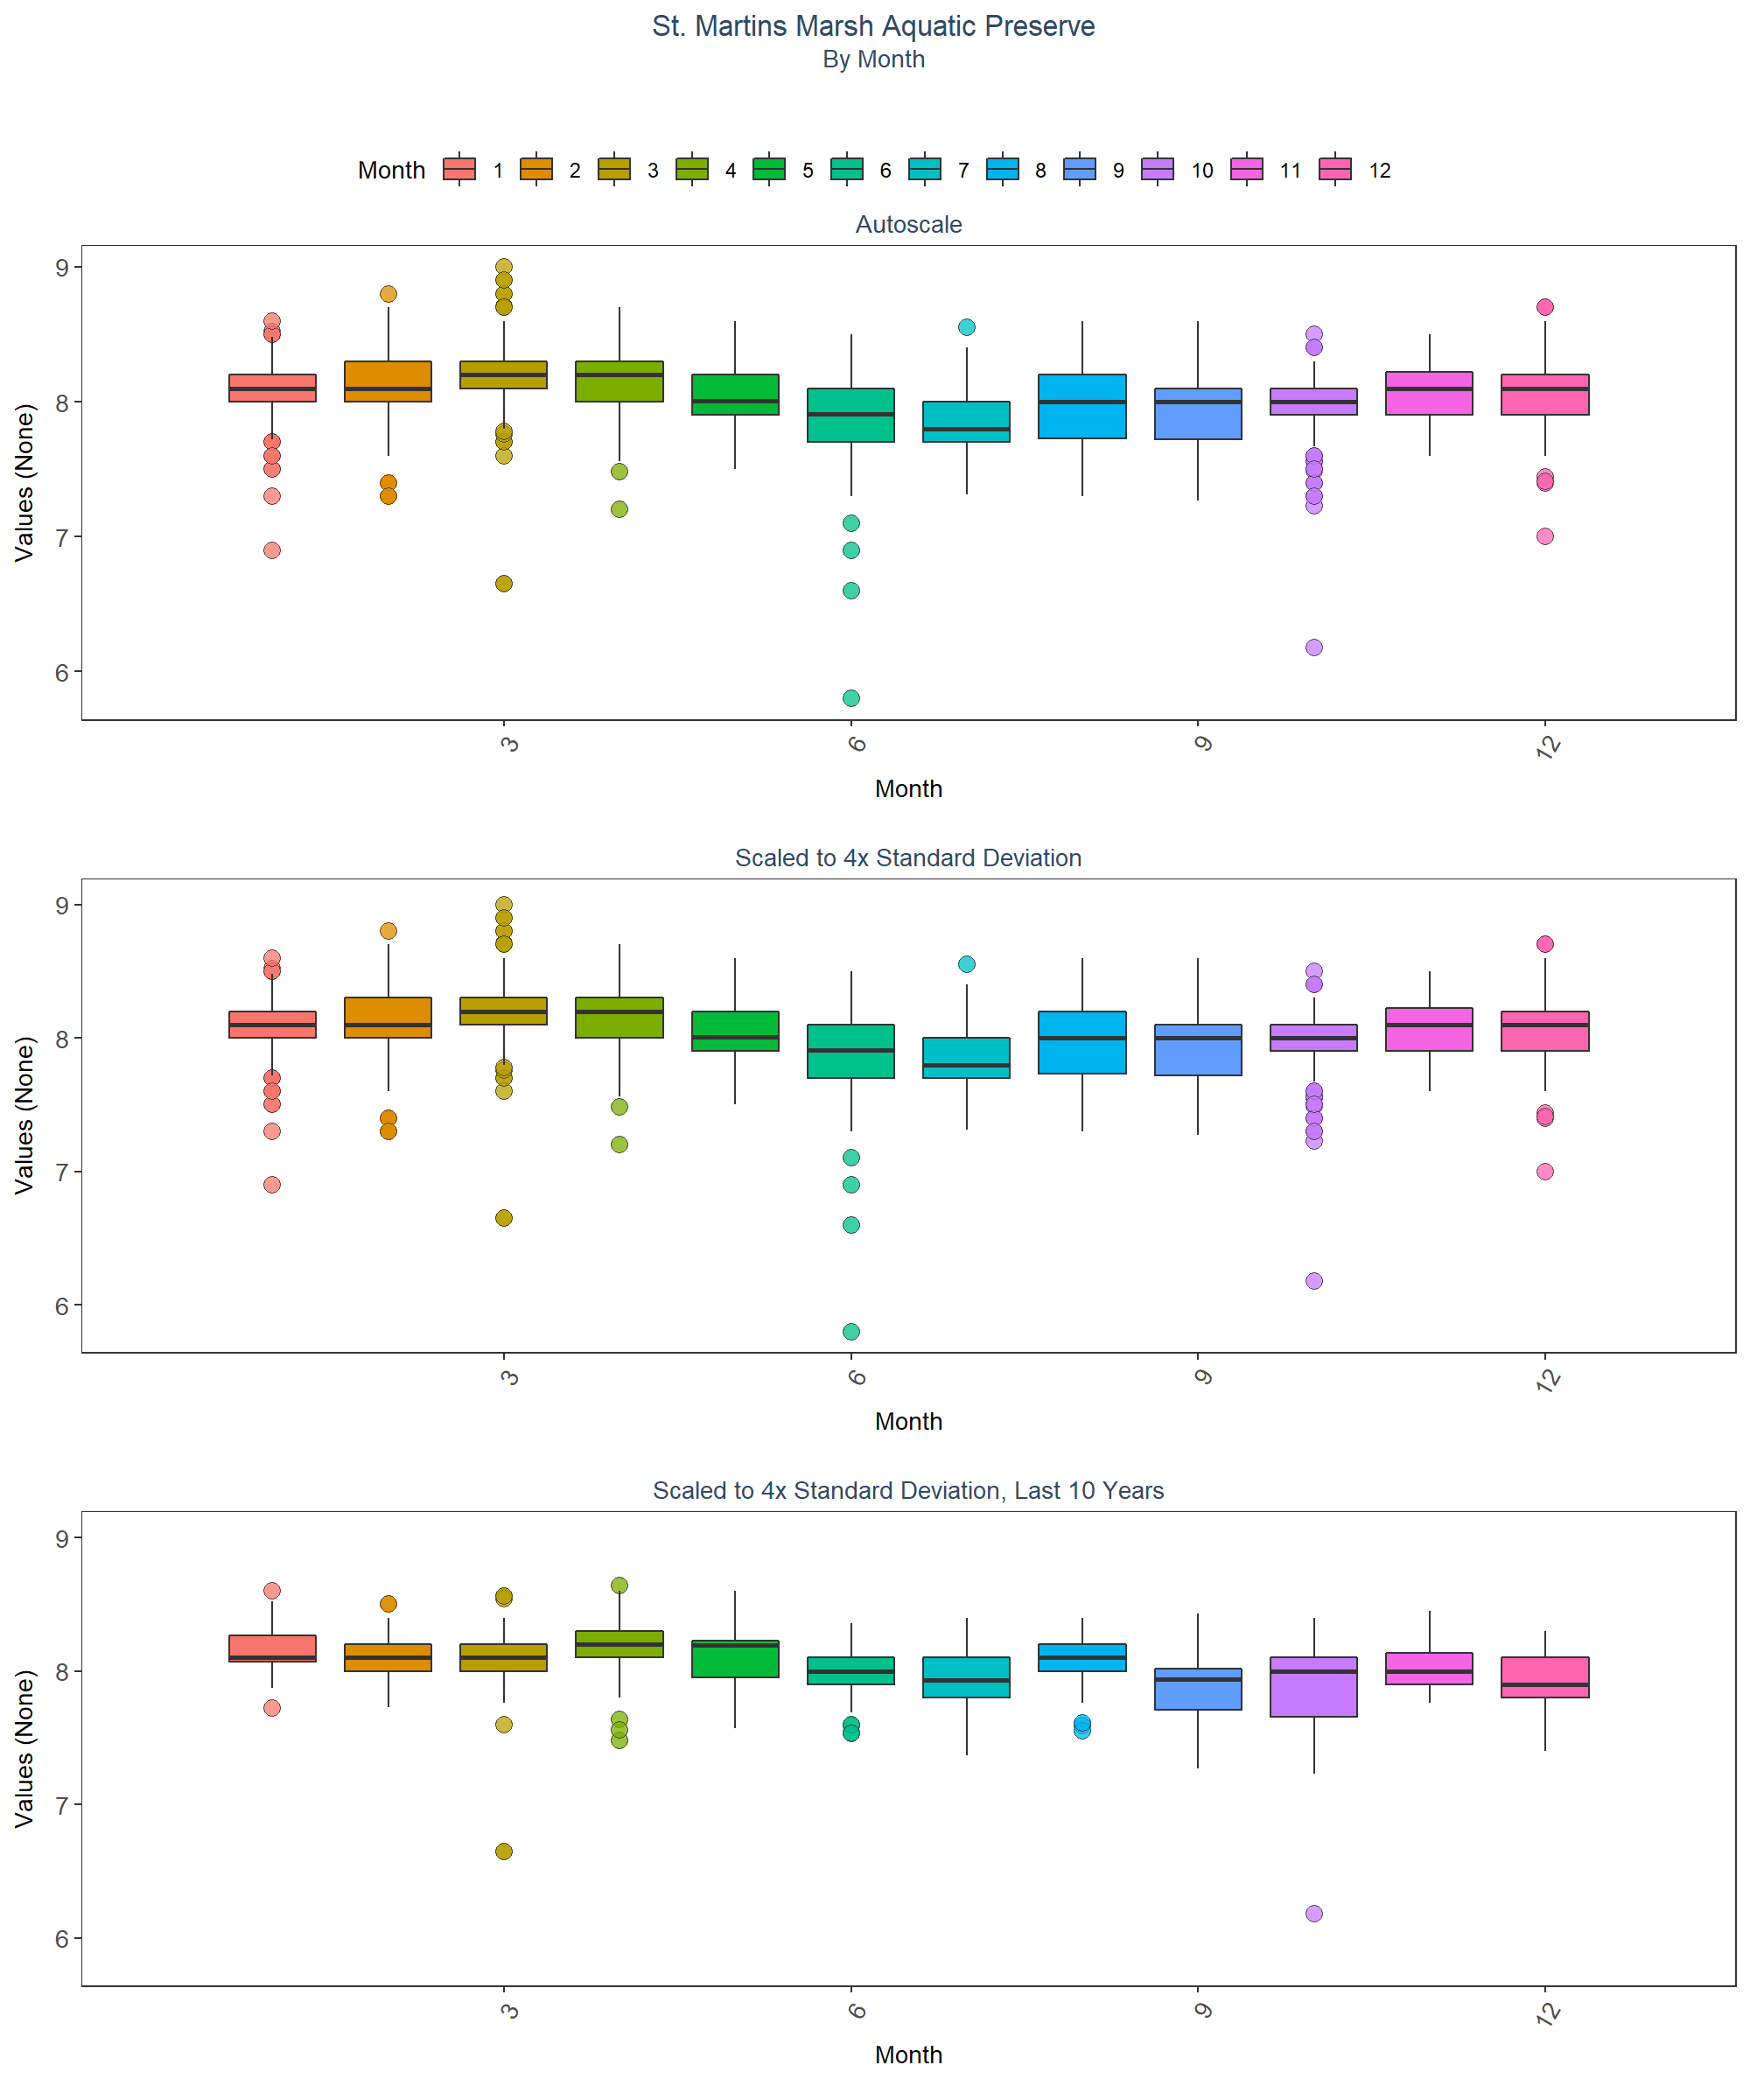 St. Martins Marsh Aquatic Preserve
By Month
Month 1 2 3 4 5 6 7 8 9 10 11 12
Autoscale
Values (None)
9
8
7
6
3 6 9 12
Month
Scaled to 4x Standard Deviation
Values (None)
9
8
7
6
3 6 9 12
Month
Scaled to 4x Standard Deviation, Last 10 Years
Values (None)
9
8
7
6
3 6 9 12
Month